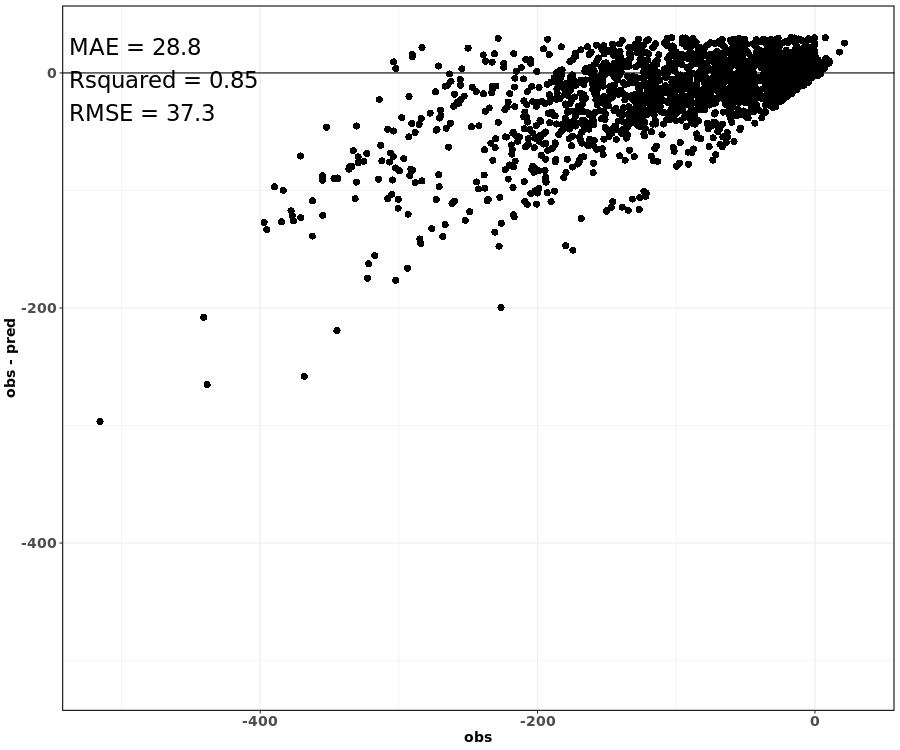 MAE = 28.8
Rsquared = 0.85
RMSE = 37.3
0
-200
-400
obs - pred
-400
-200
0
obs